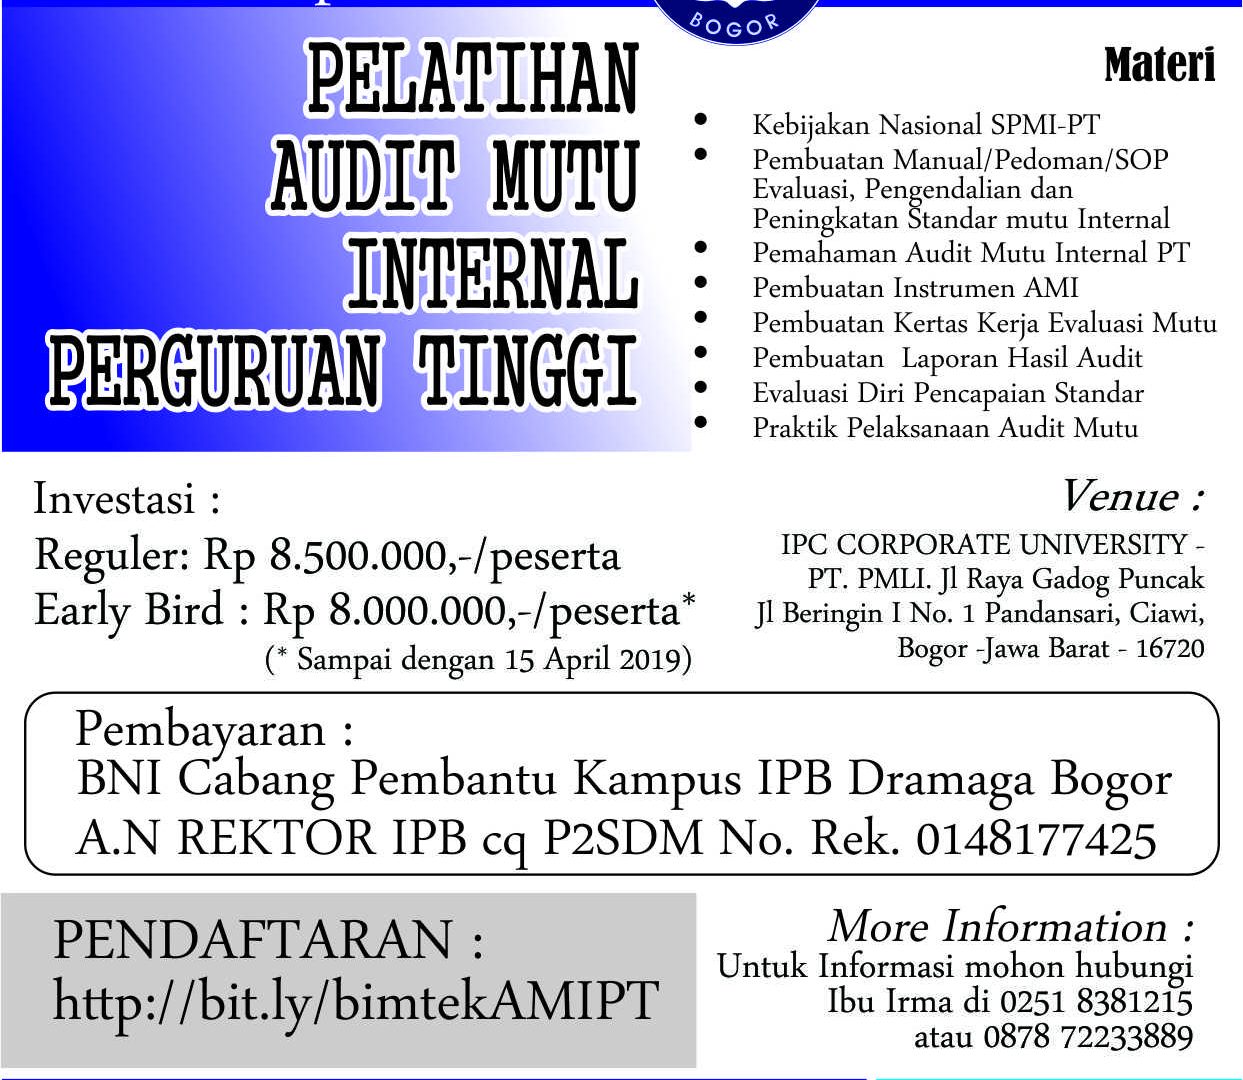 BOGOR
PELATIHAN
AUDIT MUTU
INTERNAL
PERGURUAN TINGGI
Materi
• Kebijakan Nasional SPMI-PT
• Pembuatan Manual/Pedoman/SOP
Evaluasi, Pengendalian dan
Peningkatan Standar mutu Internal
• Pemahaman Audit Mutu Internal PT
• Pembuatan Instrumen AMI
• Pembuatan Kertas Kerja Evaluasi Mutu
• Pembuatan Laporan Hasil Audit
• Evaluasi Diri Pencapaian Standar
• Praktik Pelaksanaan Audit Mutu
Investasi :
Reguler: Rp 8.500.000,-/peserta
Early Bird : Rp 8.000.000,-/peserta*
(* Sampai dengan 15 April 2019)
Venue :
IPC CORPORATE UNIVERSITY -
PT. PMLI. Jl Raya Gadog Puncak
Jl Beringin I No. 1 Pandansari, Ciawi,
Bogor -Jawa Barat - 16720
Pembayaran :
BNI Cabang Pembantu Kampus IPB Dramaga Bogor
A.N REKTOR IPB cq P2SDM No. Rek. 0148177425
PENDAFTARAN :
http://bit.ly/bimtekAMIPT
More Information :
Untuk Informasi mohon hubungi
Ibu Irma di 0251 8381215
atau 0878 72233889